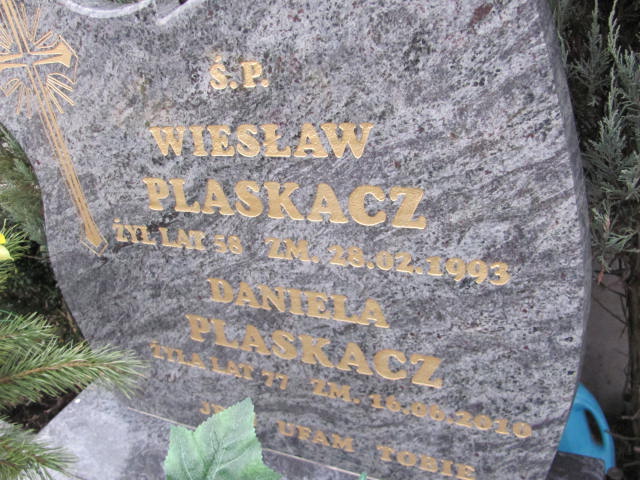 Ś.P.
WIESŁAW
PLASKACZ
ŻYŁ LAT 58 ZM. 28.02.1993
DANIELA
PLASKACZ
ŻYŁA LAT 77 ZM. 16.06.2010
UFAM TOBIE